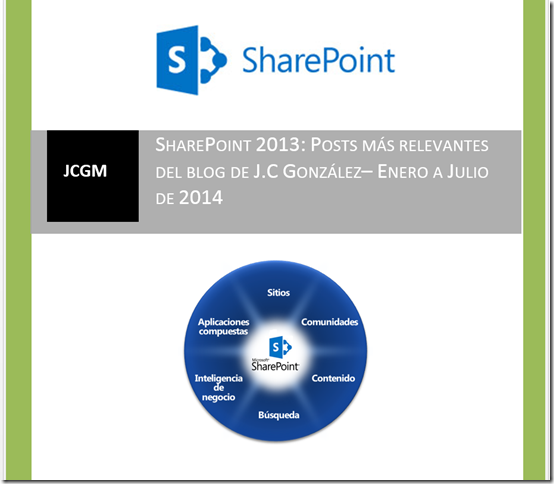 SharePoint
JCGM
SharePoint 2013: Posts más relevantes
del blog de J.C González– Enero a Julio
de 2014
Sitios
Aplicaciones
compuestas
Comunidades
Microsoft
SharePoint
Inteligencia
de
negocio
Contenido
Búsqueda